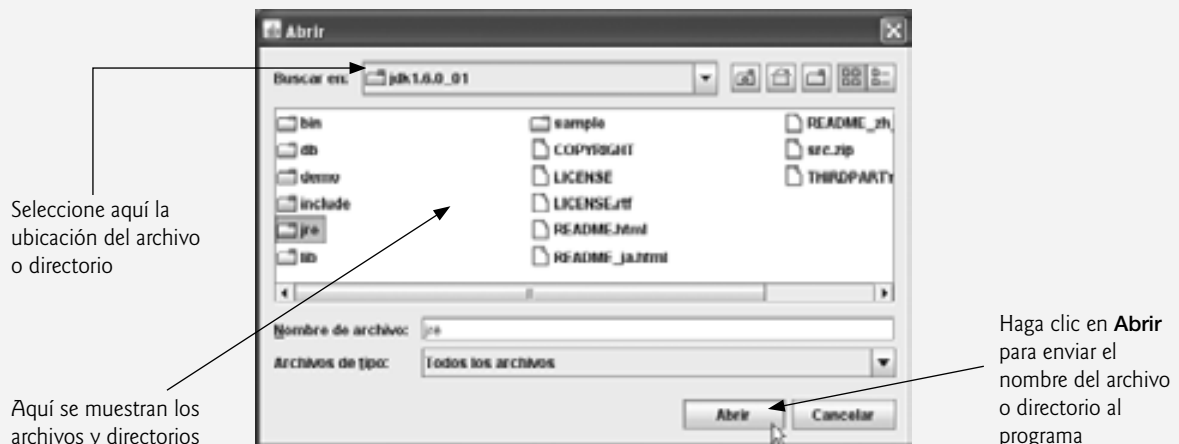 Abrir
Buscar en: jdk1.6.0_01
bin
db
demo
include
jre
lib
sample
COPYRIGHT
LICENSE
LICENSE.rtf
README.html
README_ja.html
README_zh_
src.zip
THIRDPARTY
Nombre de archivo: jre
Archivos de tipo: Todos los archivos
Abrir Cancelar
Seleccione aquí la
ubicación del archivo
o directorio
Aquí se muestran los
archivos y directorios
Haga clic en Abrir
para enviar el
nombre del archivo
o directorio al
programa